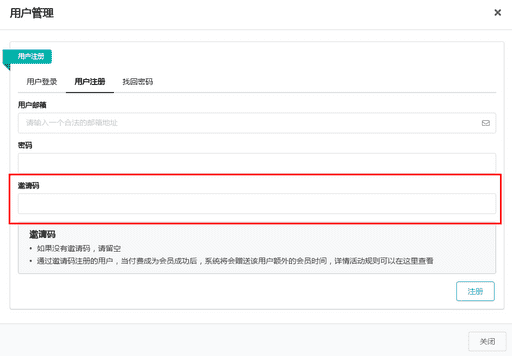 用户管理
×
用户注册
用户登录 用户注册 找回密码
用户邮箱
请输入一个合法的邮箱地址
密码
邀请码
邀请码
• 如果没有邀请码，请留空
• 通过邀请码注册的用户，当付费成为会员成功后，系统将会赠送该用户额外的会员时间，详情活动规则可以在这里查看
注册
关闭